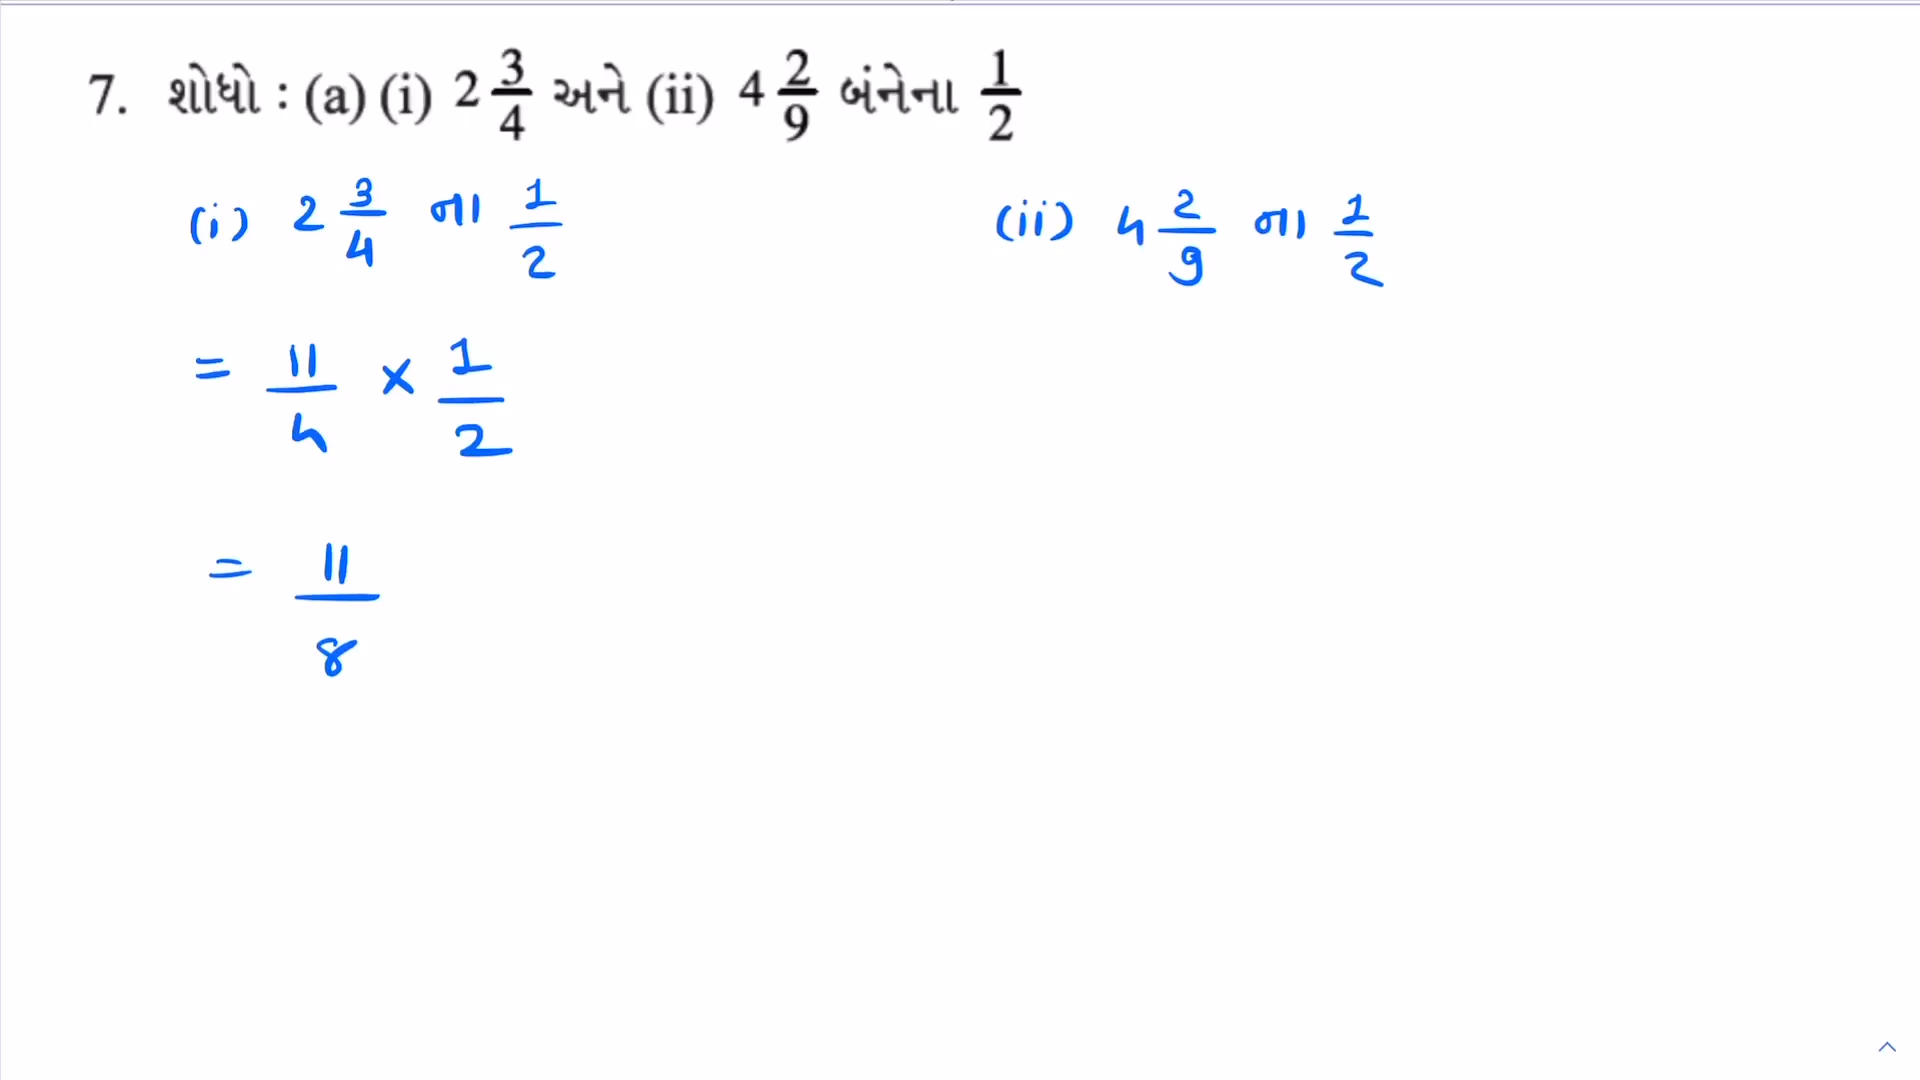 7. શોધો : (a) (i) 2 3/4 અને (ii) 4 2/9 બંનેના 1/2
(i) 2 3/4 ના 1/2
= 11/4 × 1/2
= 11/8
(ii) 4 2/9 ના 1/2